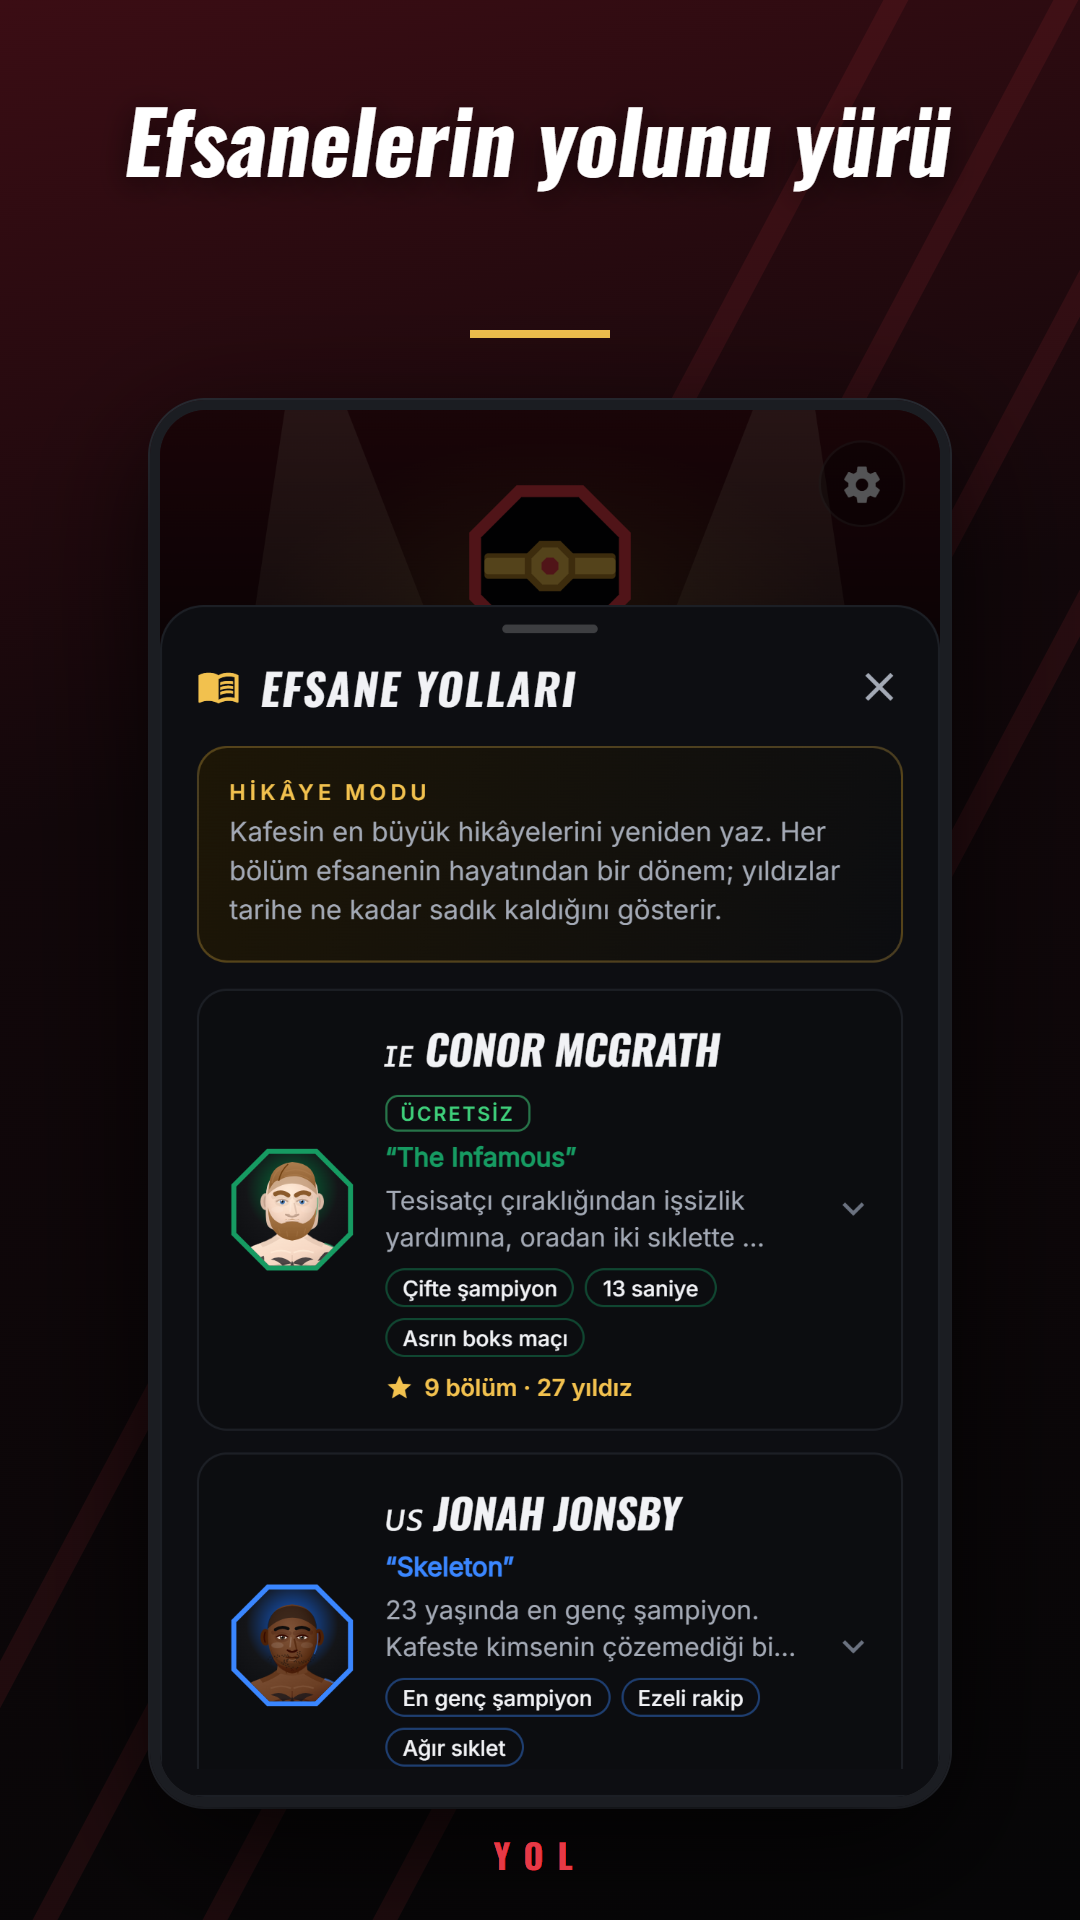 Efsanelerin yolunu yürü
EFSANE YOLLARI
HİKÂYE MODU
Kafesin en büyük hikâyelerini yeniden yaz. Her
bölüm efsanenin hayatından bir dönem; yıldızlar
tarihe ne kadar sadık kaldığını gösterir.
IE CONOR MCGRATH
ÜCRETSİZ
“The Infamous”
Tesisatçı çıraklığından işsizlik
yardımına, oradan iki sıklette ...
Çifte şampiyon
13 saniye
Asrın boks maçı
9 bölüm · 27 yıldız
US JONAH JONSBY
“Skeleton”
23 yaşında en genç şampiyon.
Kafeste kimsenin çözemediği bi...
En genç şampiyon
Ezeli rakip
Ağır sıklet
YOL